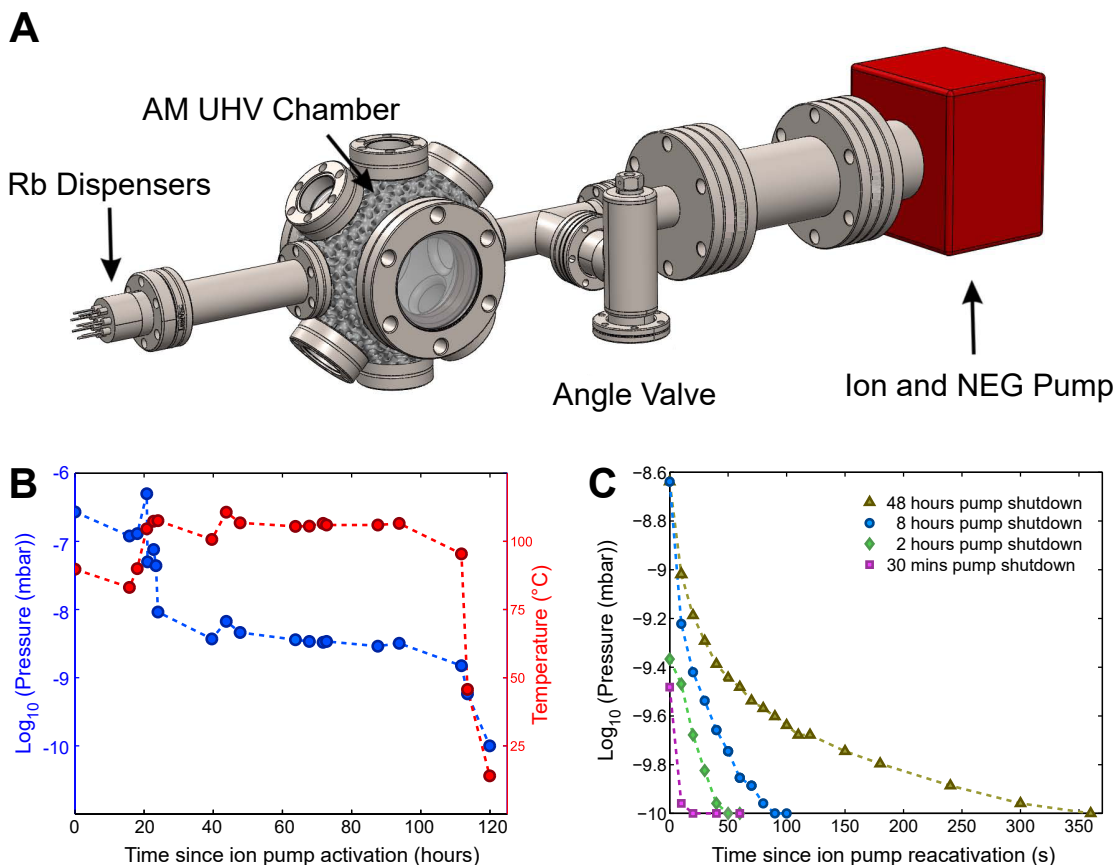 A
AM UHV Chamber
Rb Dispensers
Angle Valve
Ion and NEG Pump
B
-6
-7
-8
-9
-10
Log10 (Pressure (mbar))
100
75
50
25
Temperature (°C)
0 20 40 60 80 100 120
Time since ion pump activation (hours)
C
−8.6
−8.8
−9
−9.2
−9.4
−9.6
−9.8
−10
Log10 (Pressure (mbar))
48 hours pump shutdown
8 hours pump shutdown
2 hours pump shutdown
30 mins pump shutdown
0 50 100 150 200 250 300 350
Time since ion pump reacativation (s)